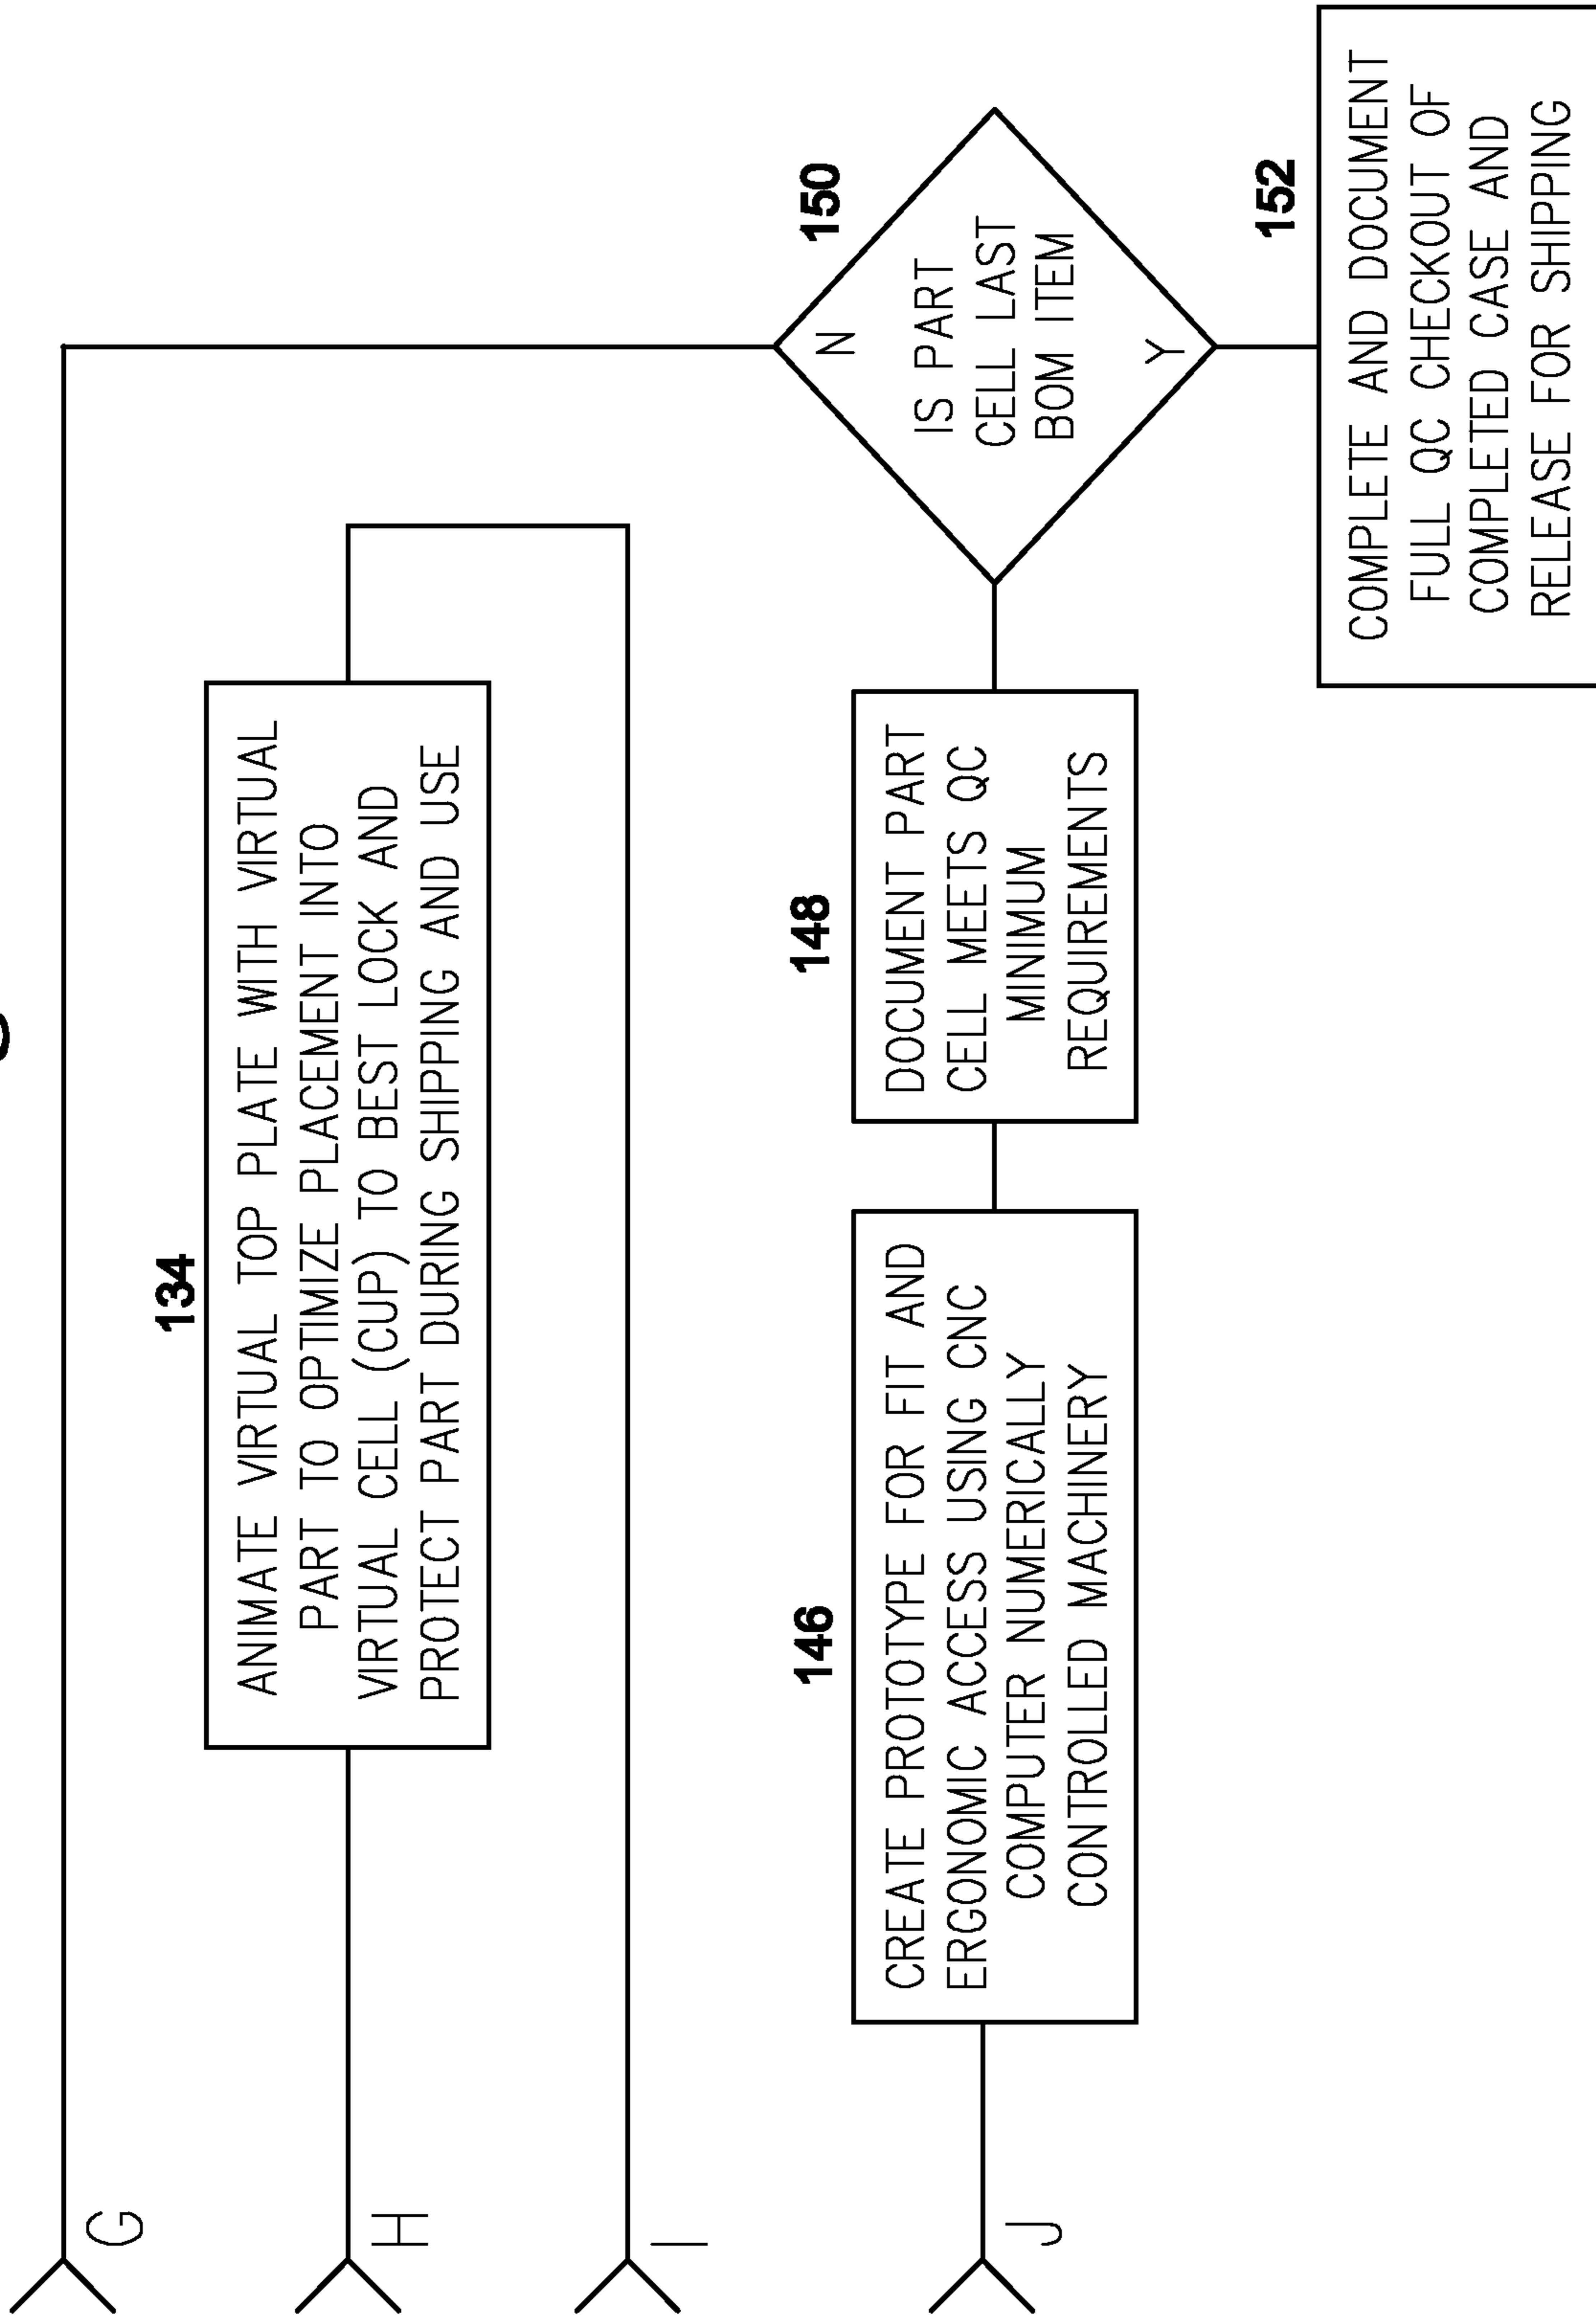 G
134
ANIMATE VIRTUAL TOP PLATE WITH VIRTUAL
PART TO OPTIMIZE PLACEMENT INTO
VIRTUAL CELL (CUP) TO BEST LOCK AND
PROTECT PART DURING SHIPPING AND USE
H
I
146
CREATE PROTOTYPE FOR FIT AND
ERGONOMIC ACCESS USING CNC
COMPUTER NUMERICALLY
CONTROLLED MACHINERY
148
DOCUMENT PART
CELL MEETS QC
MINIMUM
REQUIREMENTS
150
N
IS PART
CELL LAST
BOM ITEM
Y
J
152
COMPLETE AND DOCUMENT
FULL QC CHECKOUT OF
COMPLETED CASE AND
RELEASE FOR SHIPPING